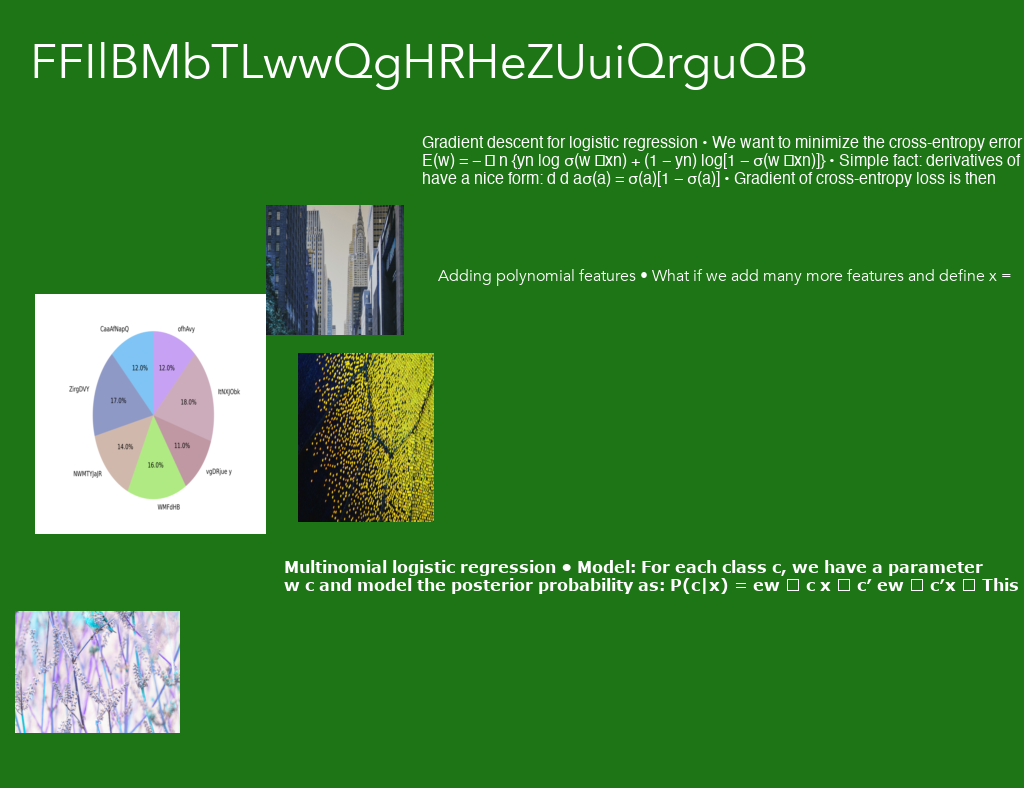 FFIlBMbTLwwQgHRHeZUuiQrguQB
Gradient descent for logistic regression • We want to minimize the cross-entropy error
E(w) = – □ n {yn log σ(w □xn) + (1 – yn) log[1 – σ(w □xn)]} • Simple fact: derivatives of
have a nice form: d d aσ(a) = σ(a)[1 – σ(a)] • Gradient of cross-entropy loss is then
Adding polynomial features • What if we add many more features and define x =
CaaAfNapQ
ofhAvy
12.0%
12.0%
ZirgDVY
ltNXJObk
17.0%
18.0%
14.0%
11.0%
16.0%
NWMTYJaJR
vgDRjue y
WMFdHB
Multinomial logistic regression • Model: For each class c, we have a parameter
w c and model the posterior probability as: P(c|x) = ew □ c x □ c′ ew □ c′x □ This